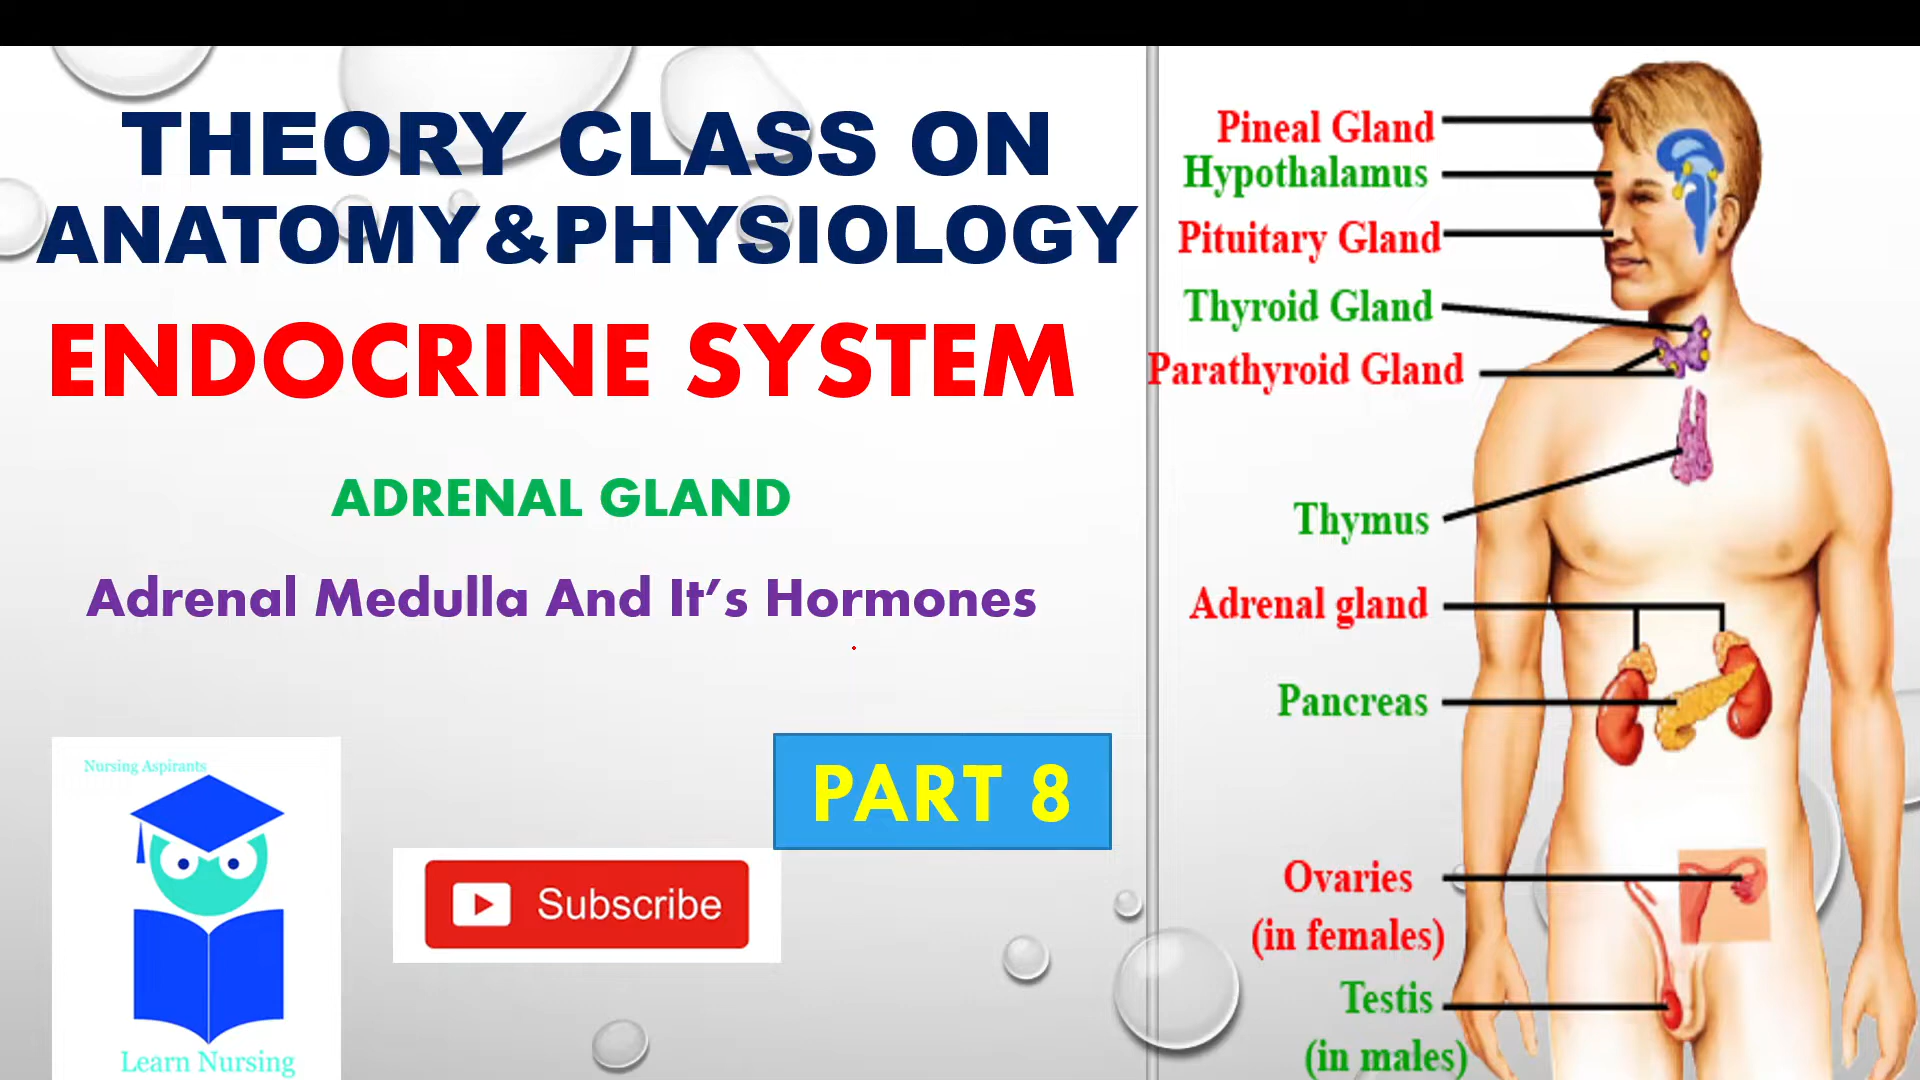 THEORY CLASS ON
ANATOMY&PHYSIOLOGY
ENDOCRINE SYSTEM
ADRENAL GLAND
Adrenal Medulla And It’s Hormones
PART 8
Nursing Aspirants
Learn Nursing
Subscribe
Pineal Gland
Hypothalamus
Pituitary Gland
Thyroid Gland
Parathyroid Gland
Thymus
Adrenal gland
Pancreas
Ovaries
(in females)
Testis
(in males)